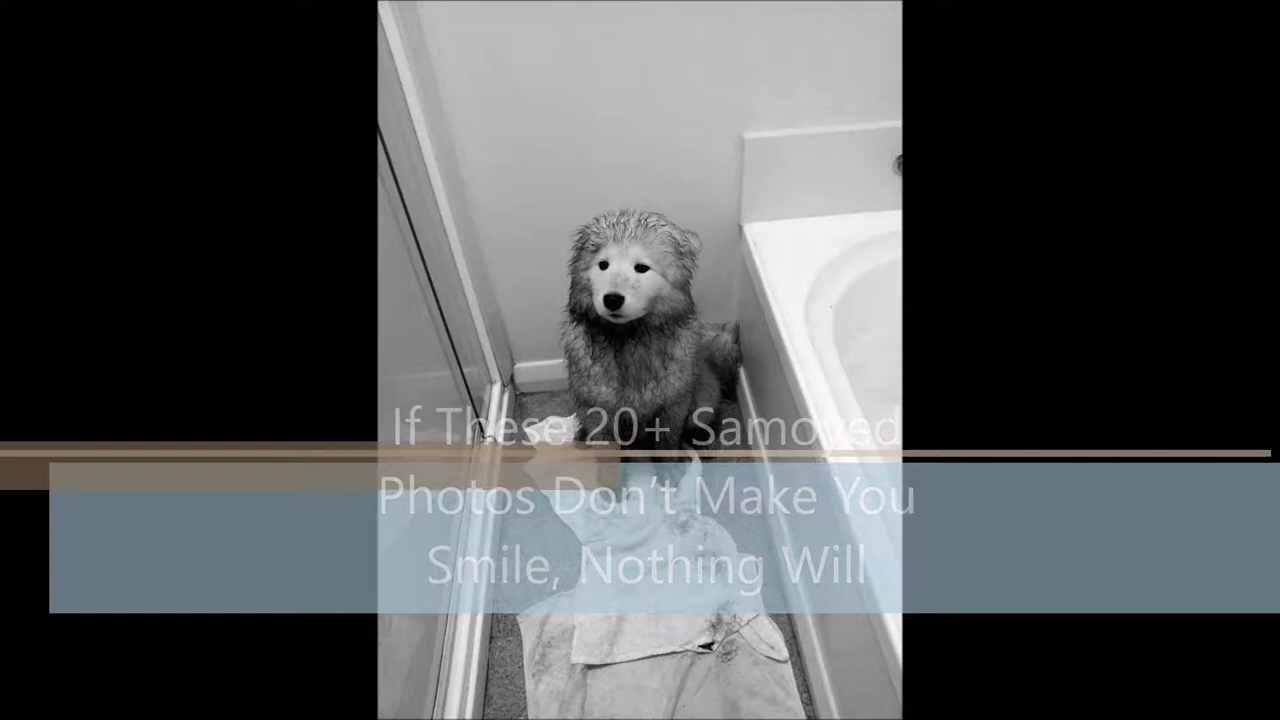 If These 20+ Samoyed
Photos Don’t Make You
Smile, Nothing Will